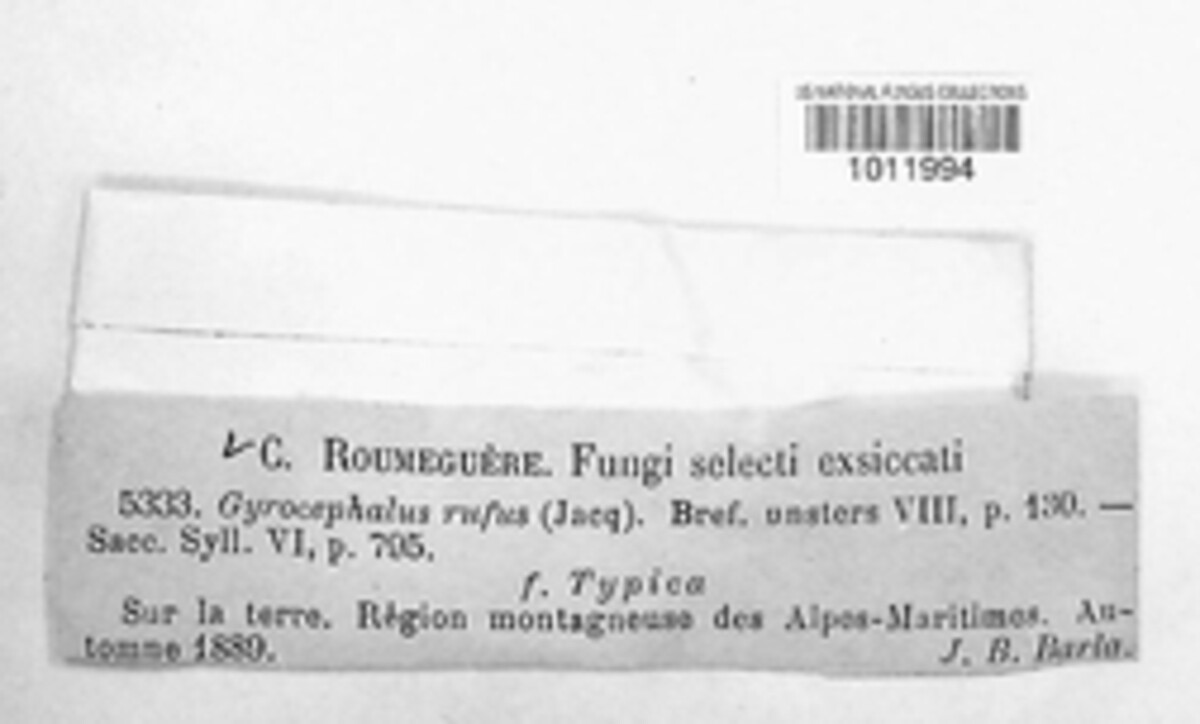 US NATIONAL FUNGUS COLLECTIONS
1011994
C. ROUMEGUÈRE. Fungi selecti exsiccati
5333. Gyrocephalus rufus (Jacq). Bref. unsters VIII, p. 130. —
Sacc. Syll. VI, p. 795.
f. Typica
Sur la terre. Région montagneuse des Alpes-Maritimes. Au-
tomne 1889.
J. B. Barla.